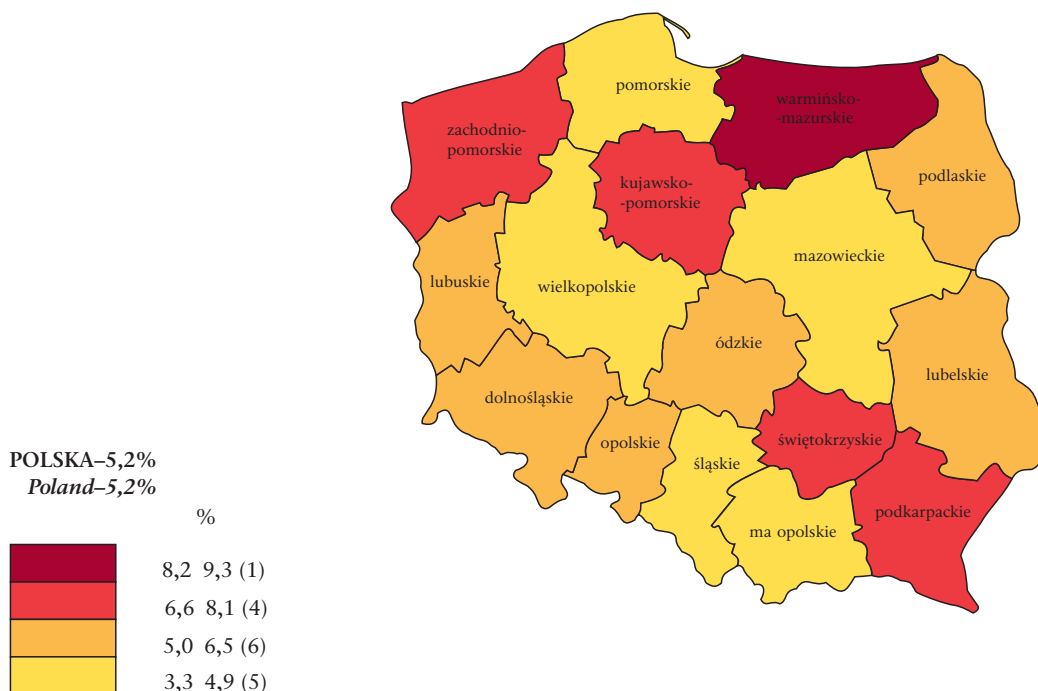 pomorskie
warmińsko-
-mazurskie
zachodnio-
pomorskie
podlaskie
kujawsko-
-pomorskie
mazowieckie
lubuskie
wielkopolskie
ódzkie
lubelskie
dolnośląskie
świętokrzyskie
opolskie
śląskie
podkarpackie
ma opolskie
POLSKA–5,2%
Poland–5,2%
%
8,2 9,3 (1)
6,6 8,1 (4)
5,0 6,5 (6)
3,3 4,9 (5)